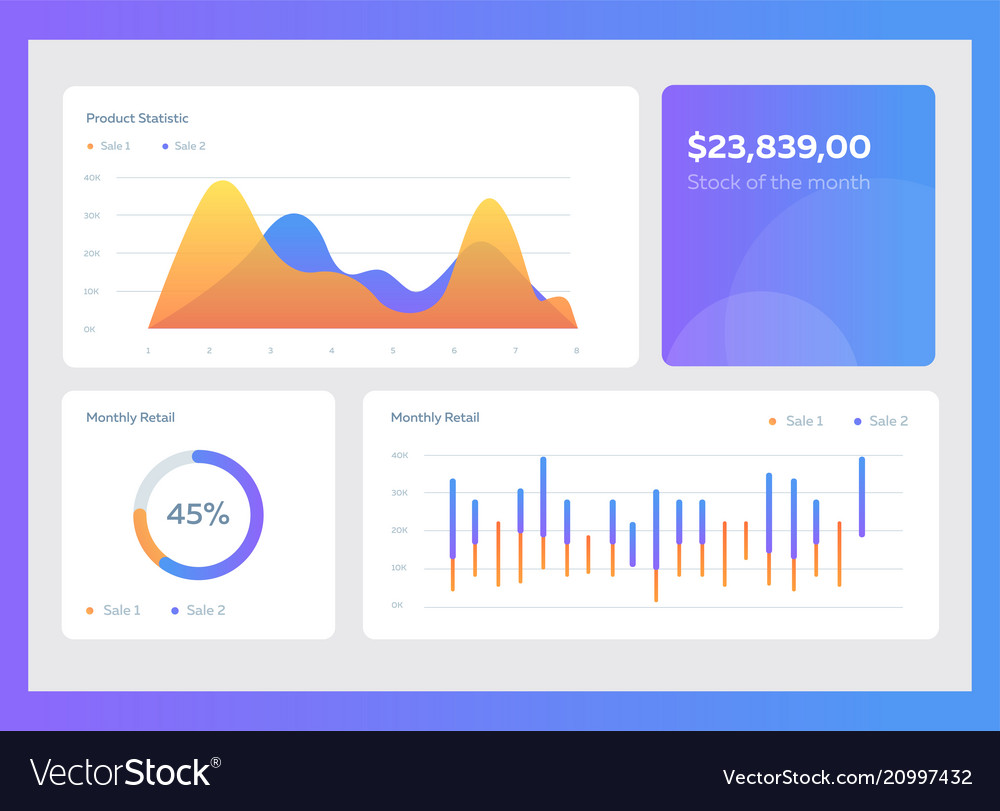 Product Statistic
Sale 1 Sale 2
40K
30K
20K
10K
0K
1 2 3 4 5 6 7 8
$23,839,00
Stock of the month
Monthly Retail
45%
Sale 1 Sale 2
Monthly Retail
Sale 1 Sale 2
40K
30K
20K
10K
0K
VectorStock®
VectorStock.com/20997432